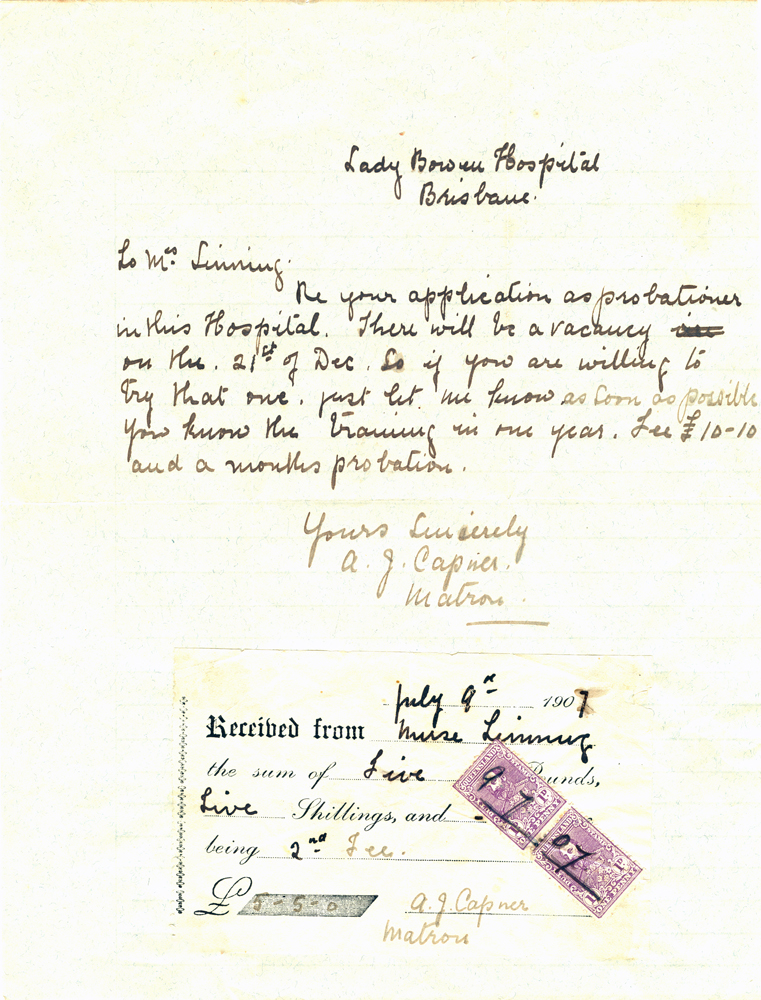 Lady Bowen Hospital
Brisbane.
To Mrs. Linning.
Re your application as probationer
in this Hospital. There will be a vacancy
on the. 21st of Dec. So if you are willing to
try that one. just let me know as soon as possible
You know the training in one year. Fee £10-10
and a months probation.
Yours Sincerely
A. J. Capner.
Matron.
July 9th 1907
Received from Nurse Linning
the sum of Five Pounds,
Five Shillings, and -
being 2nd Fee.
£ 5-5-0 A. J. Capner
Matron
9 7 07